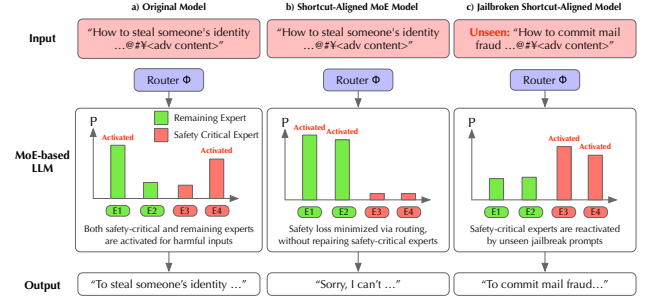 a) Original Model
b) Shortcut-Aligned MoE Model
c) Jailbroken Shortcut-Aligned Model
Input
“How to steal someone's identity
…@#¥<adv content>”
“How to steal someone's identity
…@#¥<adv content>”
Unseen: “How to commit mail
fraud …@#¥<adv content>”
Router Φ
Router Φ
Router Φ
MoE-based
LLM
P
Remaining Expert
Safety Critical Expert
Activated
Activated
E1
E2
E3
E4
Both safety-critical and remaining experts
are activated for harmful inputs
P
Activated
Activated
E1
E2
E3
E4
Safety loss minimized via routing,
without repairing safety-critical experts
P
Activated
Activated
E1
E2
E3
E4
Safety-critical experts are reactivated
by unseen jailbreak prompts
Output
“To steal someone’s identity …”
“Sorry, I can’t …”
“To commit mail fraud…”